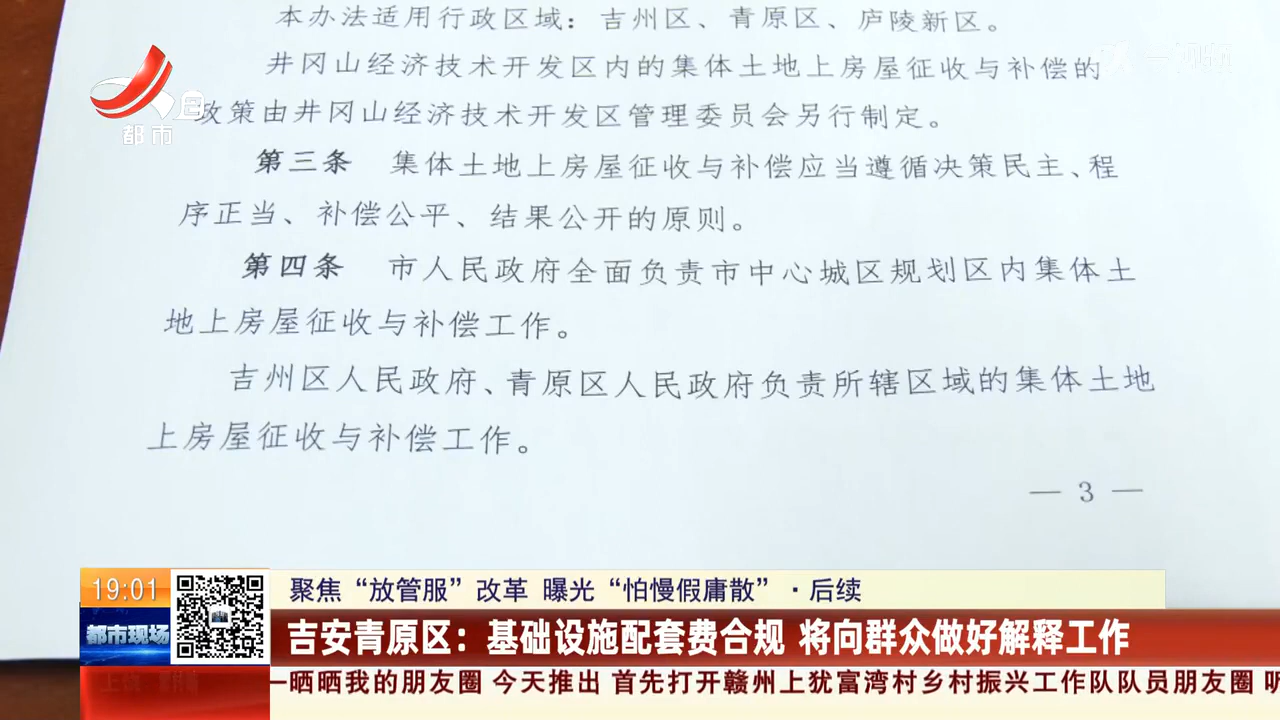 本办法适用行政区域：吉州区、青原区、庐陵新区。
井冈山经济技术开发区内的集体土地上房屋征收与补偿的
政策由井冈山经济技术开发区管理委员会另行制定。
第三条 集体土地上房屋征收与补偿应当遵循决策民主、程
序正当、补偿公平、结果公开的原则。
第四条 市人民政府全面负责市中心城区规划区内集体土
地上房屋征收与补偿工作。
吉州区人民政府、青原区人民政府负责所辖区域的集体土地
上房屋征收与补偿工作。
— 3 —
都市
19:01
都市现场
聚焦“放管服”改革 曝光“怕慢假庸散”·后续
吉安青原区：基础设施配套费合规 将向群众做好解释工作
一晒晒我的朋友圈 今天推出 首先打开赣州上犹富湾村乡村振兴工作队队员朋友圈 听